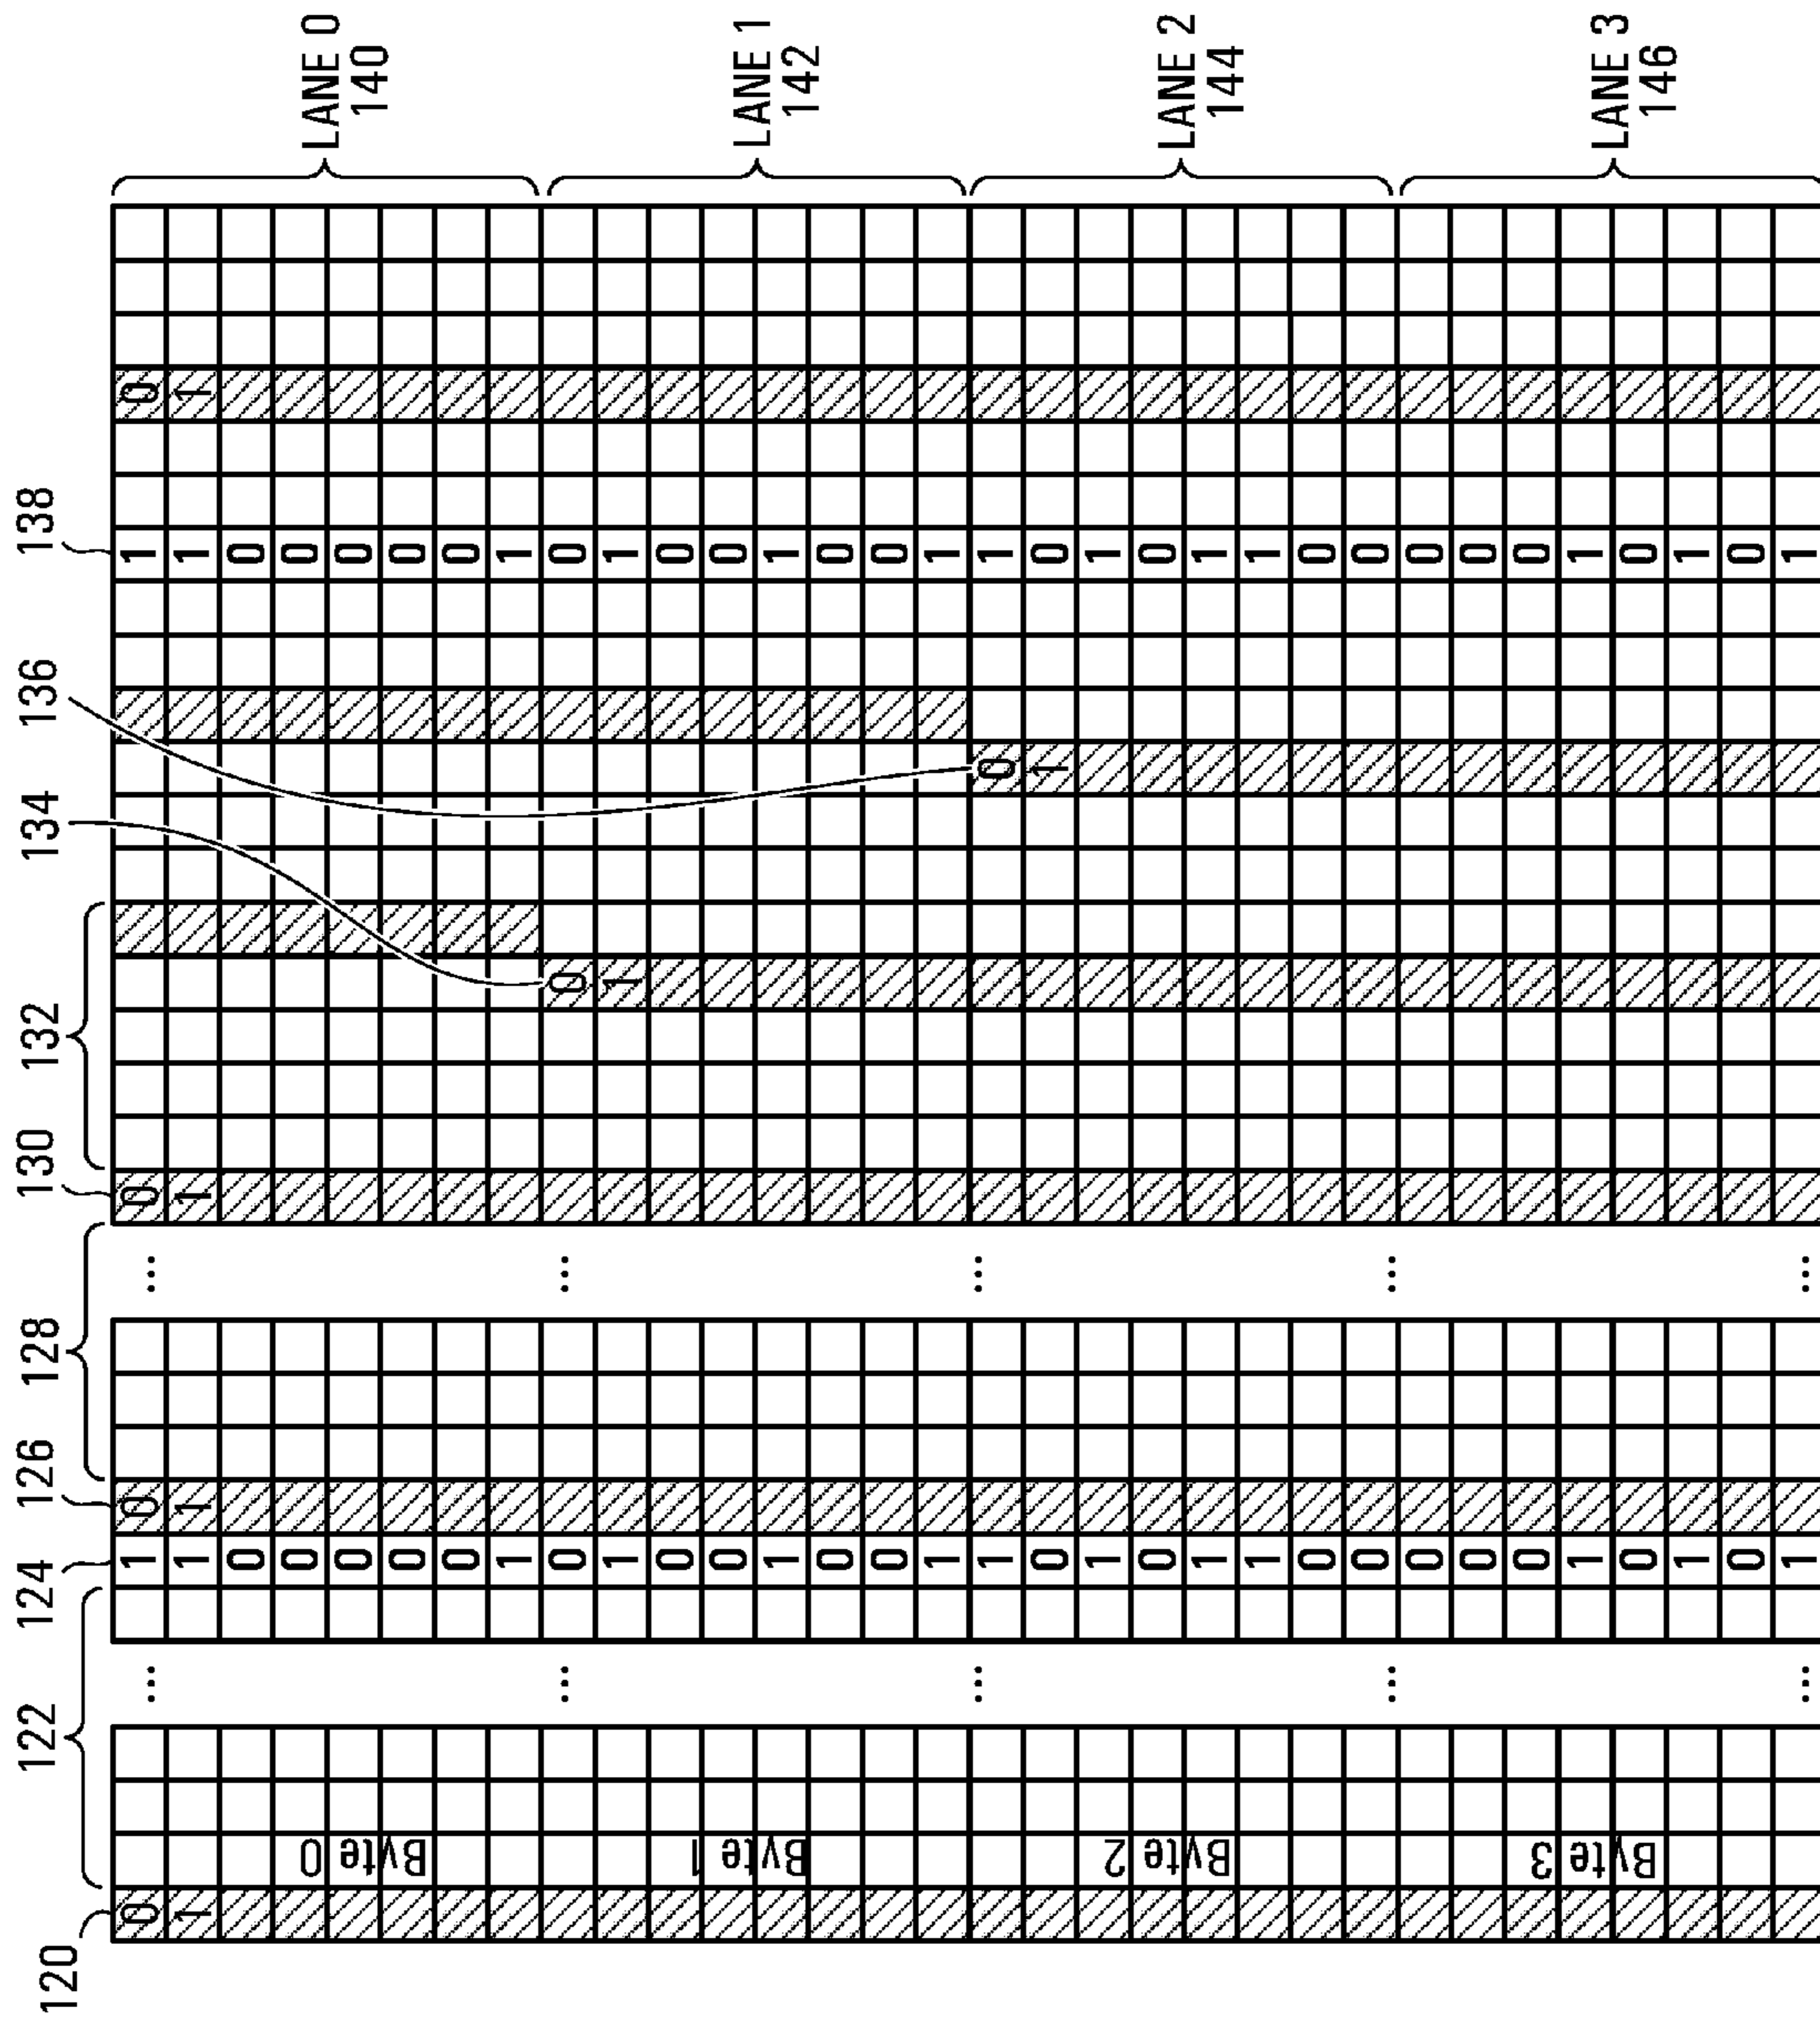 120 122 124 126 128 130 132 134 136 138
0 ... 1 0 ... 0 1 0
1 1 1 1 1 1
0 0
0 0
Byte 0 0 0 LANE 0
140
0 0
0 0
1 1
0 ... 0 ... 0 0
1 1 1
0 0
0 0
Byte 1 1 1 LANE 1
142
0 0
0 0
1 1
... 1 ... 0 1
0 1 0
1 1
0 0
Byte 2 1 1 LANE 2
144
1 1
0 0
0 0
... 0 ... 0
0 0
0 0
1 1
Byte 3 0 0 LANE 3
146
1 1
0 0
... 1 ... 1